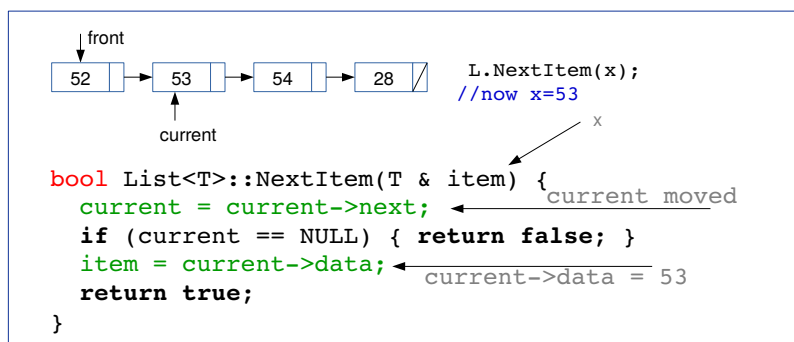 front
52 53 54 28
L.NextItem(x);
//now x=53
current
x
bool List<T>::NextItem(T & item) {
current = current->next;
current moved
if (current == NULL) { return false; }
item = current->data;
current->data = 53
return true;
}